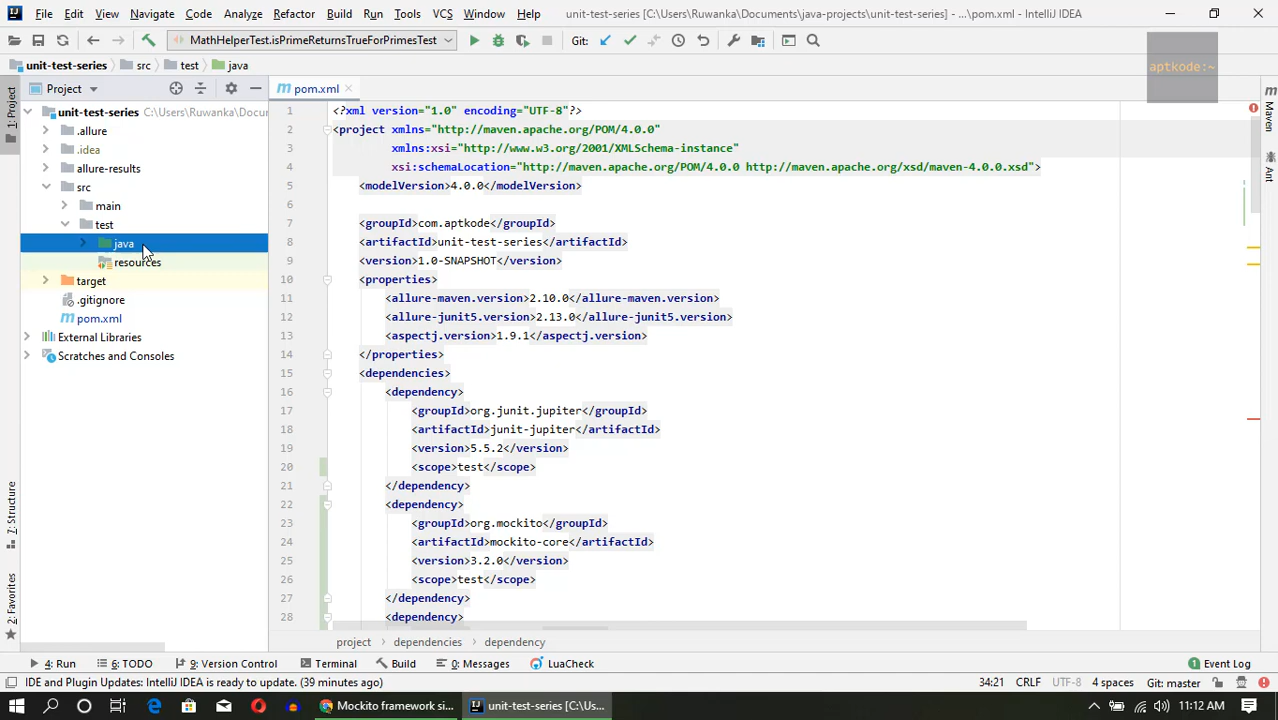 File Edit View Navigate Code Analyze Refactor Build Run Tools VCS Window Help unit-test-series [C:\Users\Ruwanka\Documents\java-projects\unit-test-series] - ...\pom.xml - IntelliJ IDEA
MathHelperTest.isPrimeReturnsTrueForPrimesTest Git:
aptkode:~
unit-test-series src test java
Project pom.xml
1: Project
Maven
Ant
unit-test-series C:\Users\Ruwanka\Docur
.allure
.idea
allure-results
src
main
test
java
resources
target
.gitignore
pom.xml
External Libraries
Scratches and Consoles
1 <?xml version="1.0" encoding="UTF-8"?>
2 <project xmlns="http://maven.apache.org/POM/4.0.0"
3 xmlns:xsi="http://www.w3.org/2001/XMLSchema-instance"
4 xsi:schemaLocation="http://maven.apache.org/POM/4.0.0 http://maven.apache.org/xsd/maven-4.0.0.xsd">
5 <modelVersion>4.0.0</modelVersion>
6
7 <groupId>com.aptkode</groupId>
8 <artifactId>unit-test-series</artifactId>
9 <version>1.0-SNAPSHOT</version>
10 <properties>
11 <allure-maven.version>2.10.0</allure-maven.version>
12 <allure-junit5.version>2.13.0</allure-junit5.version>
13 <aspectj.version>1.9.1</aspectj.version>
14 </properties>
15 <dependencies>
16 <dependency>
17 <groupId>org.junit.jupiter</groupId>
18 <artifactId>junit-jupiter</artifactId>
19 <version>5.5.2</version>
20 <scope>test</scope>
21 </dependency>
22 <dependency>
23 <groupId>org.mockito</groupId>
24 <artifactId>mockito-core</artifactId>
25 <version>3.2.0</version>
26 <scope>test</scope>
27 </dependency>
28 <dependency>
7: Structure
2: Favorites
project dependencies dependency
4: Run 6: TODO 9: Version Control Terminal Build 0: Messages LuaCheck Event Log
IDE and Plugin Updates: IntelliJ IDEA is ready to update. (39 minutes ago) 34:21 CRLF UTF-8 4 spaces Git: master
Mockito framework si... unit-test-series [C:\Us... 11:12 AM